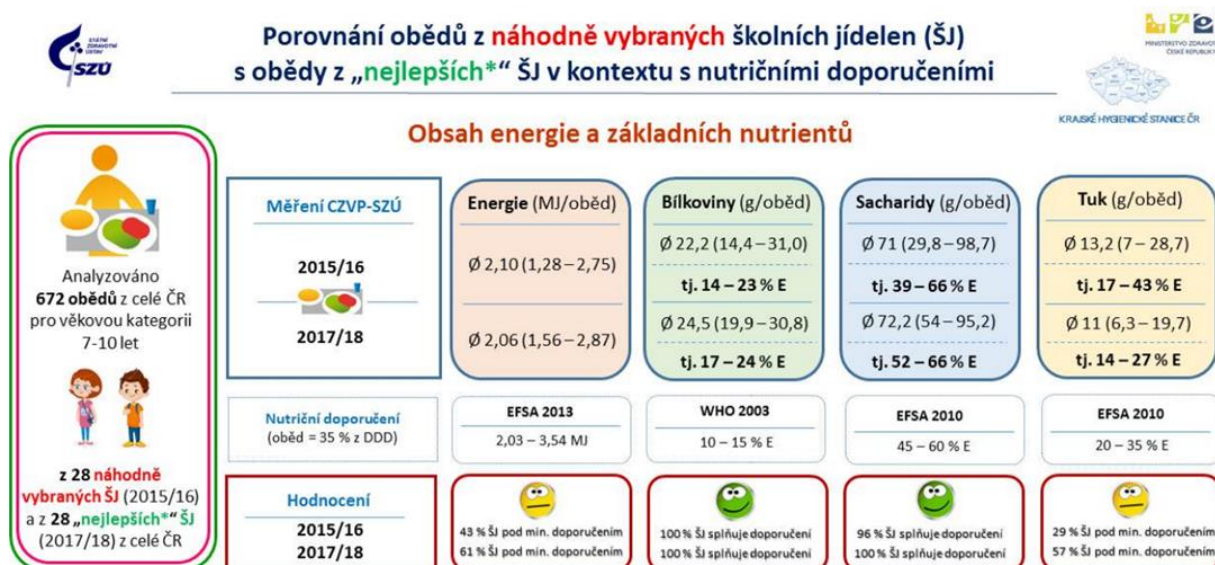 STÁTNÍ
ZDRAVOTNÍ
ÚSTAV
SZÚ
Porovnání obědů z náhodně vybraných školních jídelen (ŠJ)
s obědy z „nejlepších*“ ŠJ v kontextu s nutričními doporučeními
MINISTERSTVO ZDRAVOT
ČESKÉ REPUBLIKY
KRAJSKÉ HYGIENICKÉ STANICE ČR
Obsah energie a základních nutrientů
Analyzováno
672 obědů z celé ČR
pro věkovou kategorii
7-10 let
z 28 náhodně
vybraných ŠJ (2015/16)
a z 28 „nejlepších*“ ŠJ
(2017/18) z celé ČR
Měření CZVP-SZÚ
2015/16
2017/18
Energie (MJ/oběd)
Ø 2,10 (1,28 – 2,75)
Ø 2,06 (1,56 – 2,87)
Bílkoviny (g/oběd)
Ø 22,2 (14,4 – 31,0)
tj. 14 – 23 % E
Ø 24,5 (19,9 – 30,8)
tj. 17 – 24 % E
Sacharidy (g/oběd)
Ø 71 (29,8 – 98,7)
tj. 39 – 66 % E
Ø 72,2 (54 – 95,2)
tj. 52 – 66 % E
Tuk (g/oběd)
Ø 13,2 (7 – 28,7)
tj. 17 – 43 % E
Ø 11 (6,3 – 19,7)
tj. 14 – 27 % E
Nutriční doporučení
(oběd = 35 % z DDD)
EFSA 2013
2,03 – 3,54 MJ
WHO 2003
10 – 15 % E
EFSA 2010
45 – 60 % E
EFSA 2010
20 – 35 % E
Hodnocení
2015/16
2017/18
43 % ŠJ pod min. doporučením
61 % ŠJ pod min. doporučením
100 % ŠJ splňuje doporučení
100 % ŠJ splňuje doporučení
96 % ŠJ splňuje doporučení
100 % ŠJ splňuje doporučení
29 % ŠJ pod min. doporučením
57 % ŠJ pod min. doporučením